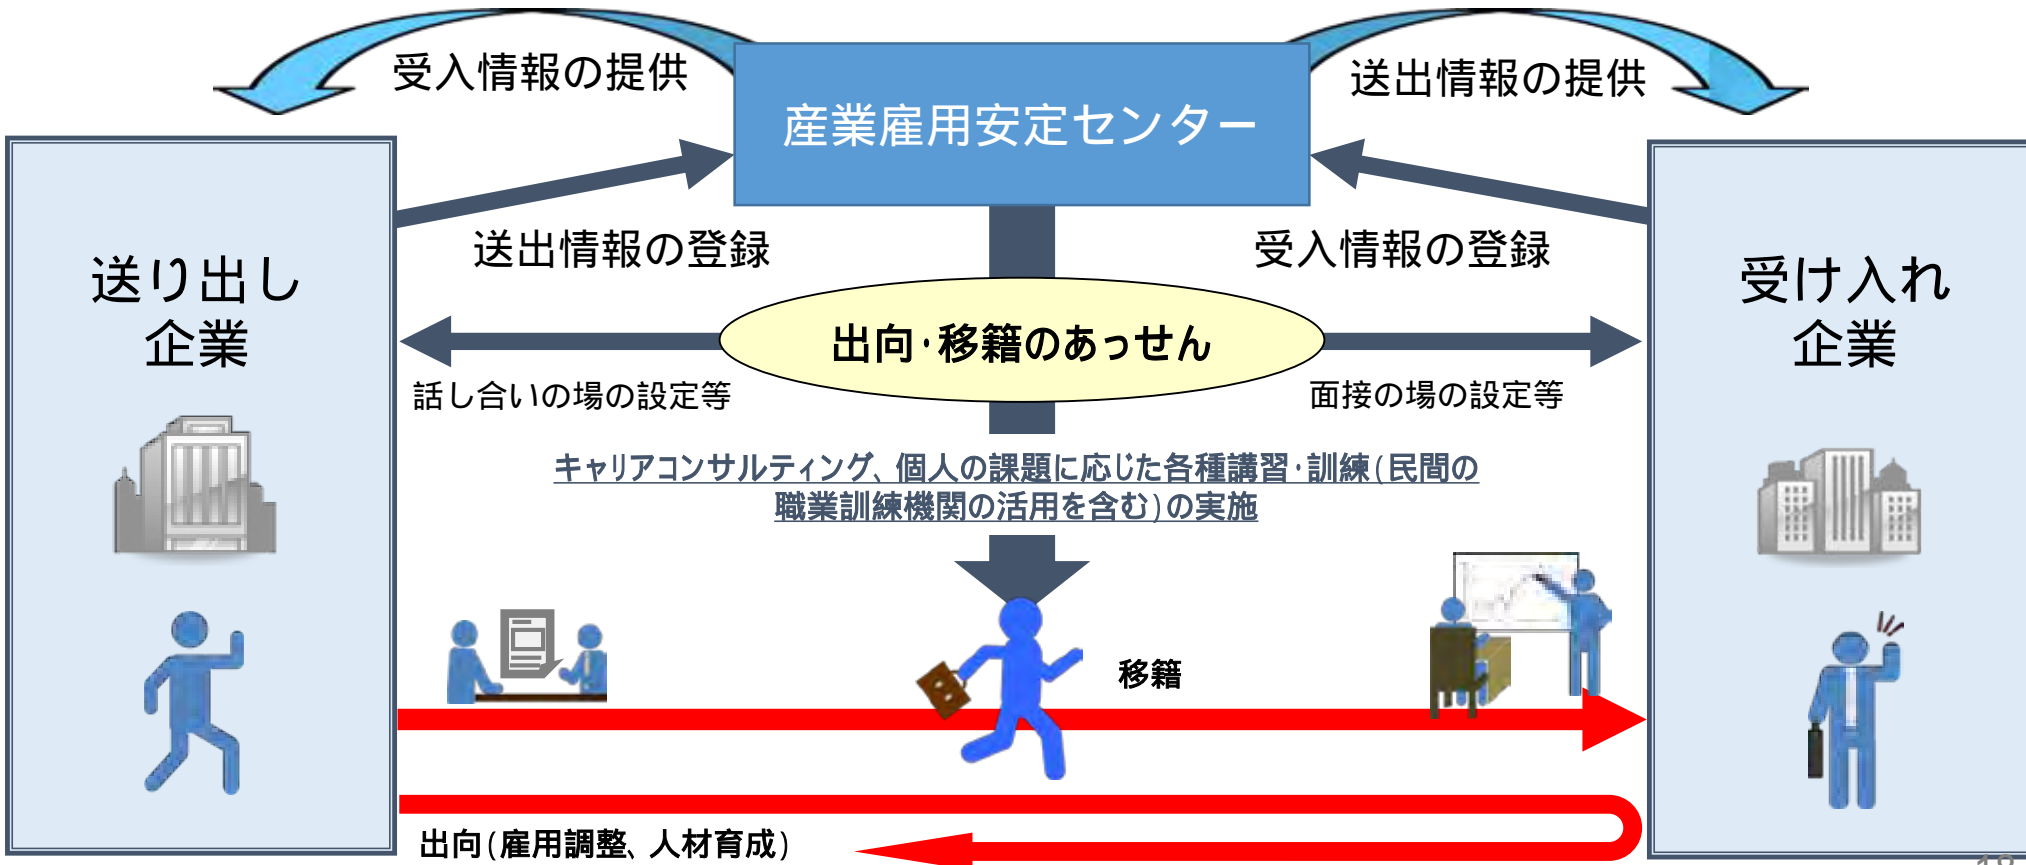 受入情報の提供
送出情報の提供
産業雇用安定センター
送出情報の登録
受入情報の登録
送り出し
企業
受け入れ
企業
出向・移籍のあっせん
話し合いの場の設定等
面接の場の設定等
キャリアコンサルティング、個人の課題に応じた各種講習・訓練(民間の
職業訓練機関の活用を含む)の実施
移籍
出向(雇用調整、人材育成)